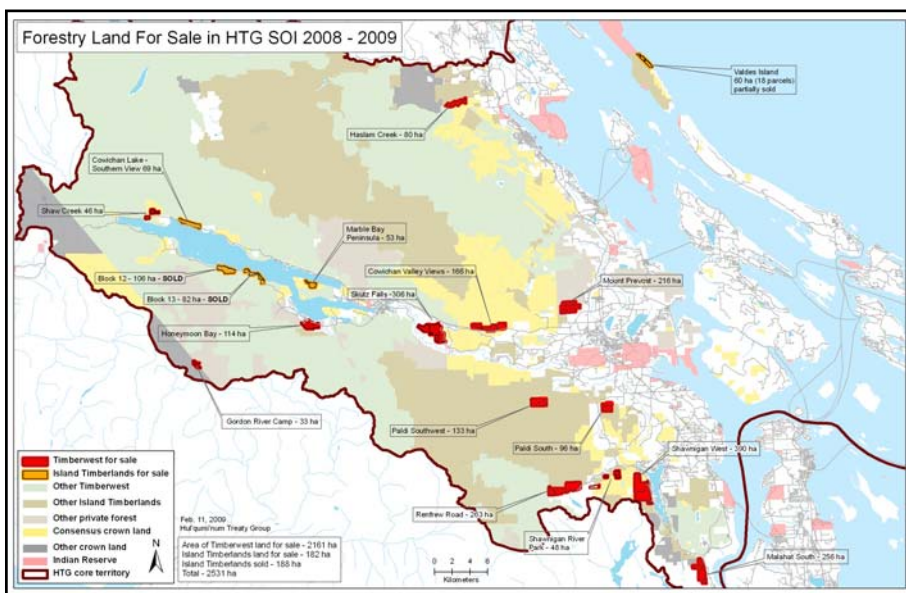 Forestry Land For Sale in HTG SOI 2008 - 2009
Valdes Island
60 ha (18 parcels)
partially sold
Haslam Creek - 80 ha
Cowichan Lake -
Southern View 69 ha
Shaw Creek 46 ha
Marble Bay
Peninsula - 53 ha
Block 12 - 106 ha - SOLD
Cowichan Valley Views - 166 ha
Mount Prevost - 216 ha
Block 13 - 82 ha - SOLD
Skutz Falls - 308 ha
Honeymoon Bay - 114 ha
Gordon River Camp - 33 ha
Paldi Southwest - 133 ha
Paldi South - 96 ha
Shawnigan West - 390 ha
Renfrew Road - 263 ha
Shawnigan River
Park - 48 ha
Malahat South - 256 ha
Timberwest for sale
Island Timberlands for sale
Other Timberwest
Other Island Timberlands
Other private forest
Consensus crown land
Other crown land
Indian Reserve
HTG core territory
Feb. 11, 2009
Hul'qumi'num Treaty Group
N
Area of Timberwest land for sale - 2161 ha
Island Timberlands land for sale - 182 ha
Island Timberlands sold - 188 ha
Total - 2531 ha
0 2 4 6
Kilometers